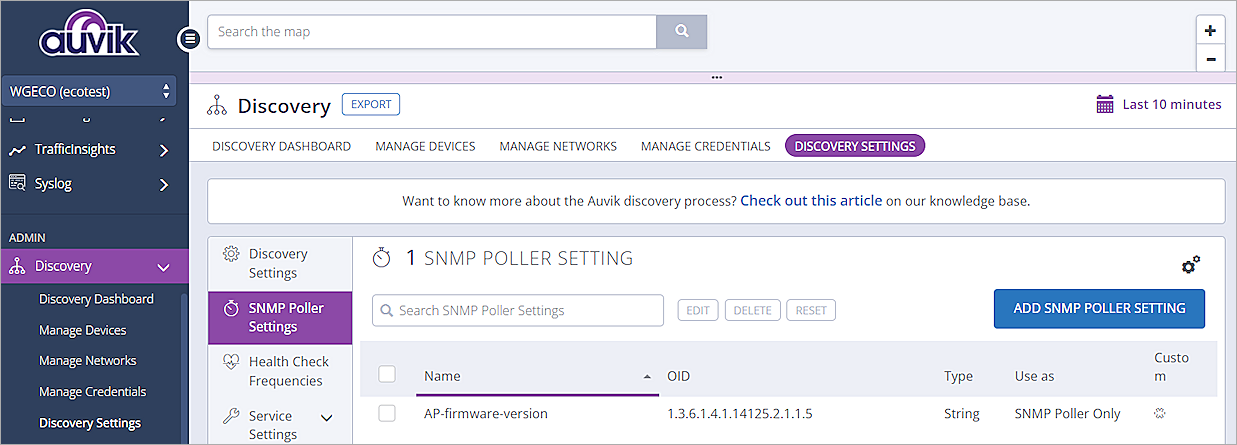 auvik
Search the map
WGECO (ecotest)
Discovery
EXPORT
Last 10 minutes
TrafficInsights
Syslog
DISCOVERY DASHBOARD
MANAGE DEVICES
MANAGE NETWORKS
MANAGE CREDENTIALS
DISCOVERY SETTINGS
Want to know more about the Auvik discovery process? Check out this article on our knowledge base.
ADMIN
Discovery
Discovery Dashboard
Manage Devices
Manage Networks
Manage Credentials
Discovery Settings
Discovery
Settings
SNMP Poller
Settings
Health Check
Frequencies
Service
Settings
1 SNMP POLLER SETTING
Search SNMP Poller Settings
EDIT
DELETE
RESET
ADD SNMP POLLER SETTING
Name
OID
Type
Use as
Custo
m
AP-firmware-version
1.3.6.1.4.1.14125.2.1.1.5
String
SNMP Poller Only